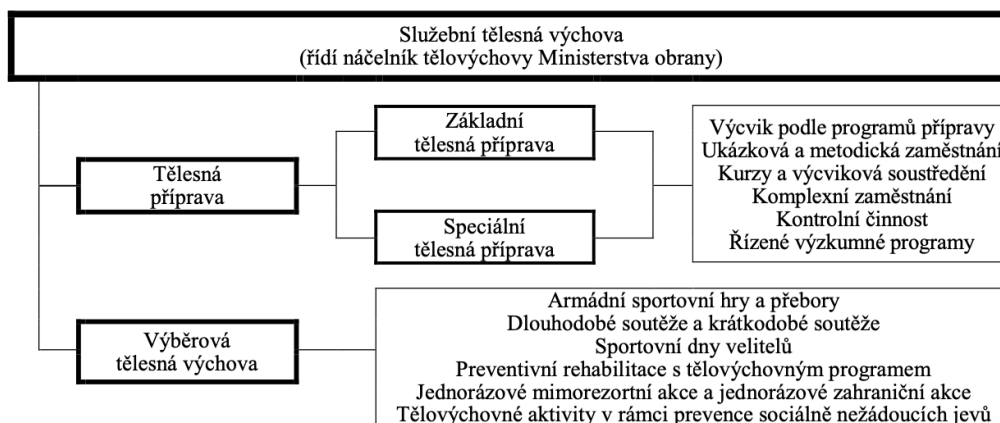 Služební tělesná výchova
(řídí náčelník tělovýchovy Ministerstva obrany)
Tělesná
příprava
Základní
tělesná příprava
Speciální
tělesná příprava
Výcvik podle programů přípravy
Ukázková a metodická zaměstnání
Kurzy a výcviková soustředění
Komplexní zaměstnání
Kontrolní činnost
Řízené výzkumné programy
Výběrová
tělesná výchova
Armádní sportovní hry a přebory
Dlouhodobé soutěže a krátkodobé soutěže
Sportovní dny velitelů
Preventivní rehabilitace s tělovýchovným programem
Jednorázové mimorezortní akce a jednorázové zahraniční akce
Tělovýchovné aktivity v rámci prevence sociálně nežádoucích jevů